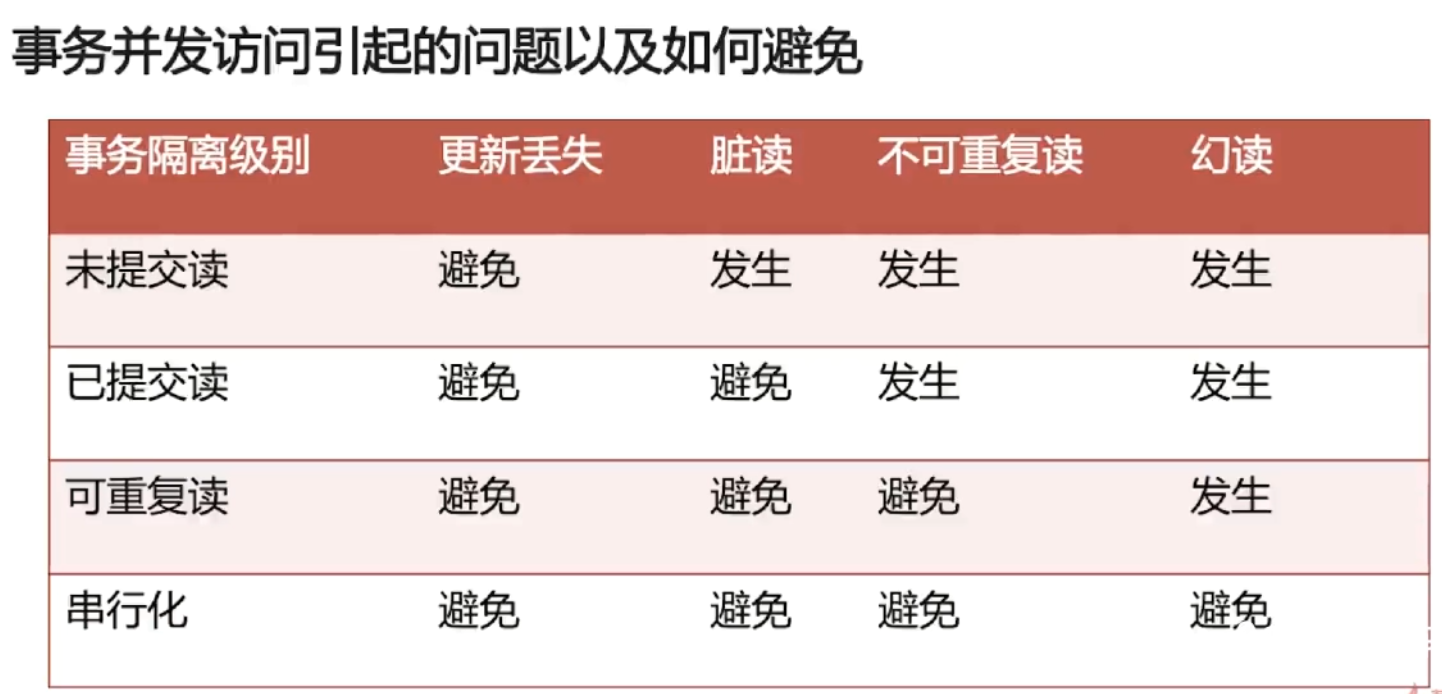 事务并发访问引起的问题以及如何避免
事务隔离级别 更新丢失 脏读 不可重复读 幻读
未提交读 避免 发生 发生 发生
已提交读 避免 避免 发生 发生
可重复读 避免 避免 避免 发生
串行化 避免 避免 避免 避免